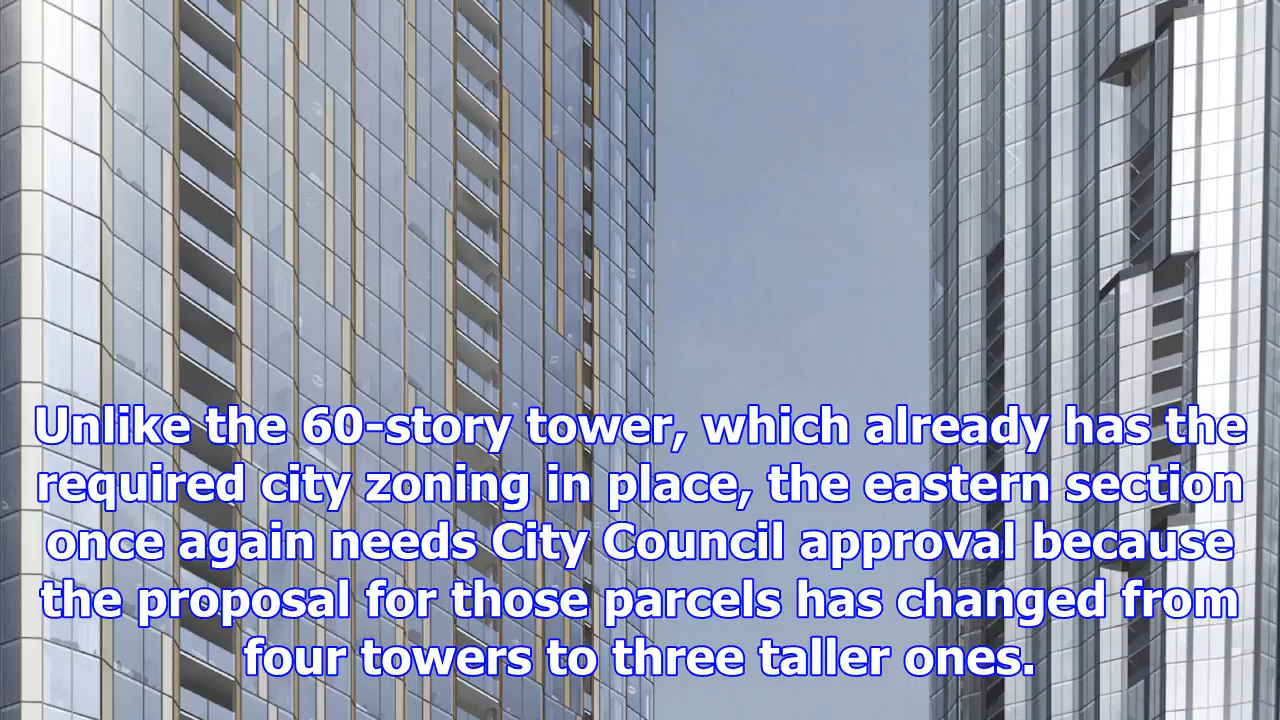 Unlike the 60-story tower, which already has the
required city zoning in place, the eastern section
once again needs City Council approval because
the proposal for those parcels has changed from
four towers to three taller ones.